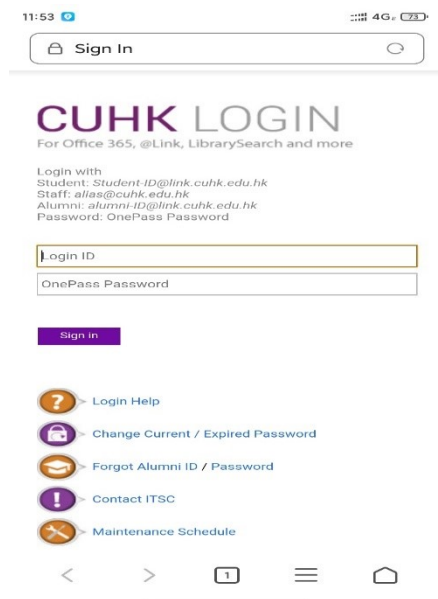 11:53 4G 73
Sign In
CUHK LOGIN
For Office 365, @Link, LibrarySearch and more
Login with
Student: Student-ID@link.cuhk.edu.hk
Staff: alias@cuhk.edu.hk
Alumni: alumni-ID@link.cuhk.edu.hk
Password: OnePass Password
Login ID
OnePass Password
Sign in
Login Help
Change Current / Expired Password
Forgot Alumni ID / Password
Contact ITSC
Maintenance Schedule
1